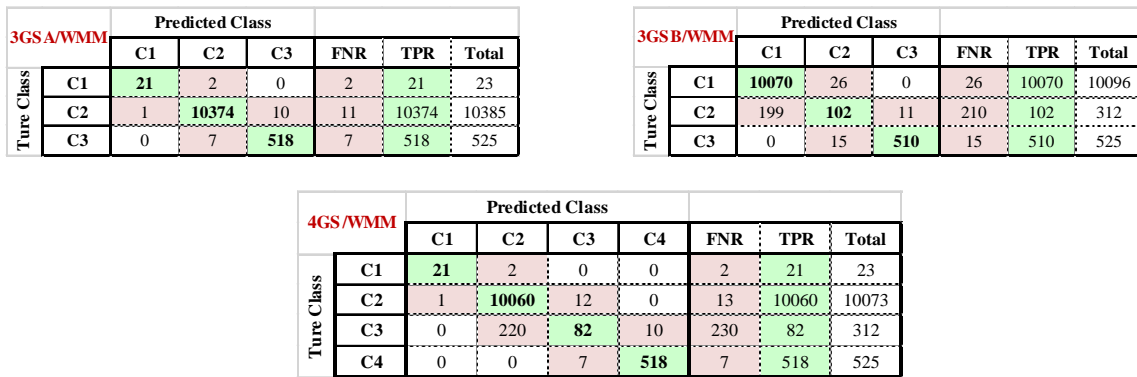 3GSA/WMM Predicted Class
C1 C2 C3 FNR TPR Total
Ture Class
C1 21 2 0 2 21 23
C2 1 10374 10 11 10374 10385
C3 0 7 518 7 518 525
3GSB/WMM Predicted Class
C1 C2 C3 FNR TPR Total
Ture Class
C1 10070 26 0 26 10070 10096
C2 199 102 11 210 102 312
C3 0 15 510 15 510 525
4GS/WMM Predicted Class
C1 C2 C3 C4 FNR TPR Total
Ture Class
C1 21 2 0 0 2 21 23
C2 1 10060 12 0 13 10060 10073
C3 0 220 82 10 230 82 312
C4 0 0 7 518 7 518 525